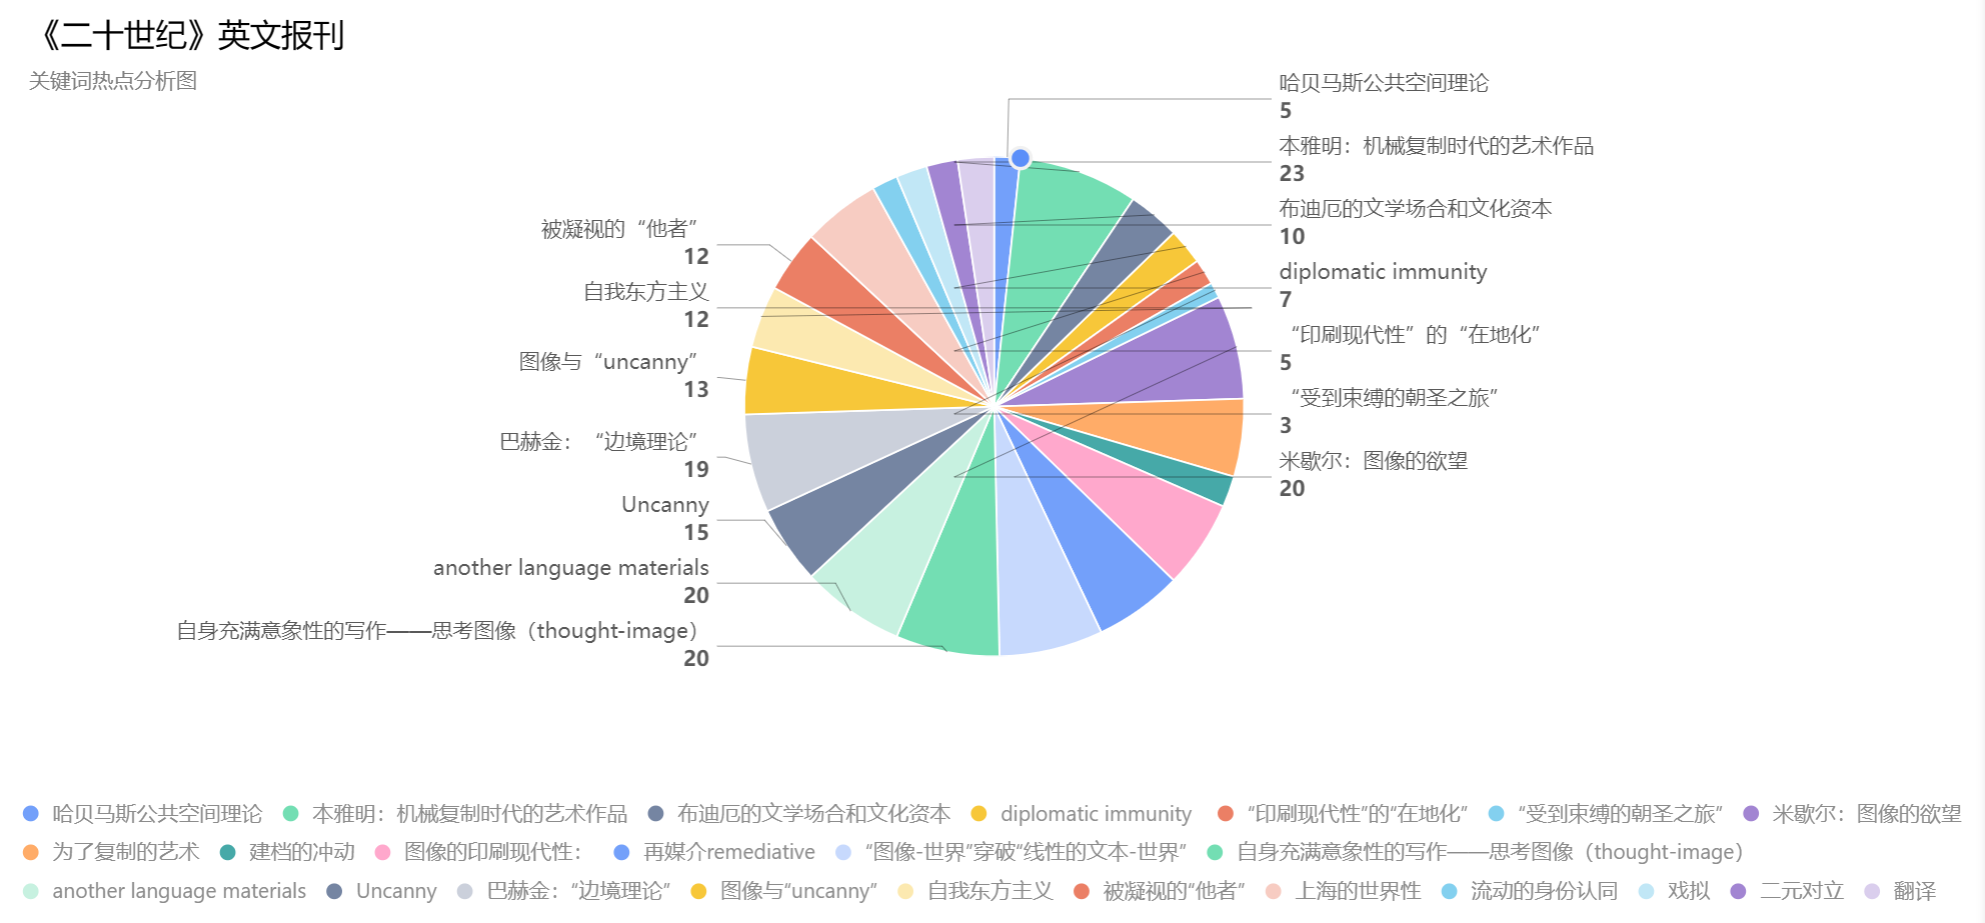 《二十世纪》英文报刊
关键词热点分析图
哈贝马斯公共空间理论
5
本雅明：机械复制时代的艺术作品
23
布迪厄的文学场合和文化资本
10
diplomatic immunity
7
“印刷现代性”的“在地化”
5
“受到束缚的朝圣之旅”
3
米歇尔：图像的欲望
20
被凝视的“他者”
12
自我东方主义
12
图像与“uncanny”
13
巴赫金：“边境理论”
19
Uncanny
15
another language materials
20
自身充满意象性的写作——思考图像（thought-image）
20
哈贝马斯公共空间理论 本雅明：机械复制时代的艺术作品 布迪厄的文学场合和文化资本 diplomatic immunity “印刷现代性”的“在地化” “受到束缚的朝圣之旅” 米歇尔：图像的欲望
为了复制的艺术 建档的冲动 图像的印刷现代性： 再媒介remediative “图像-世界”穿破“线性的文本-世界” 自身充满意象性的写作——思考图像（thought-image）
another language materials Uncanny 巴赫金：“边境理论” 图像与“uncanny” 自我东方主义 被凝视的“他者” 上海的世界性 流动的身份认同 戏拟 二元对立 翻译